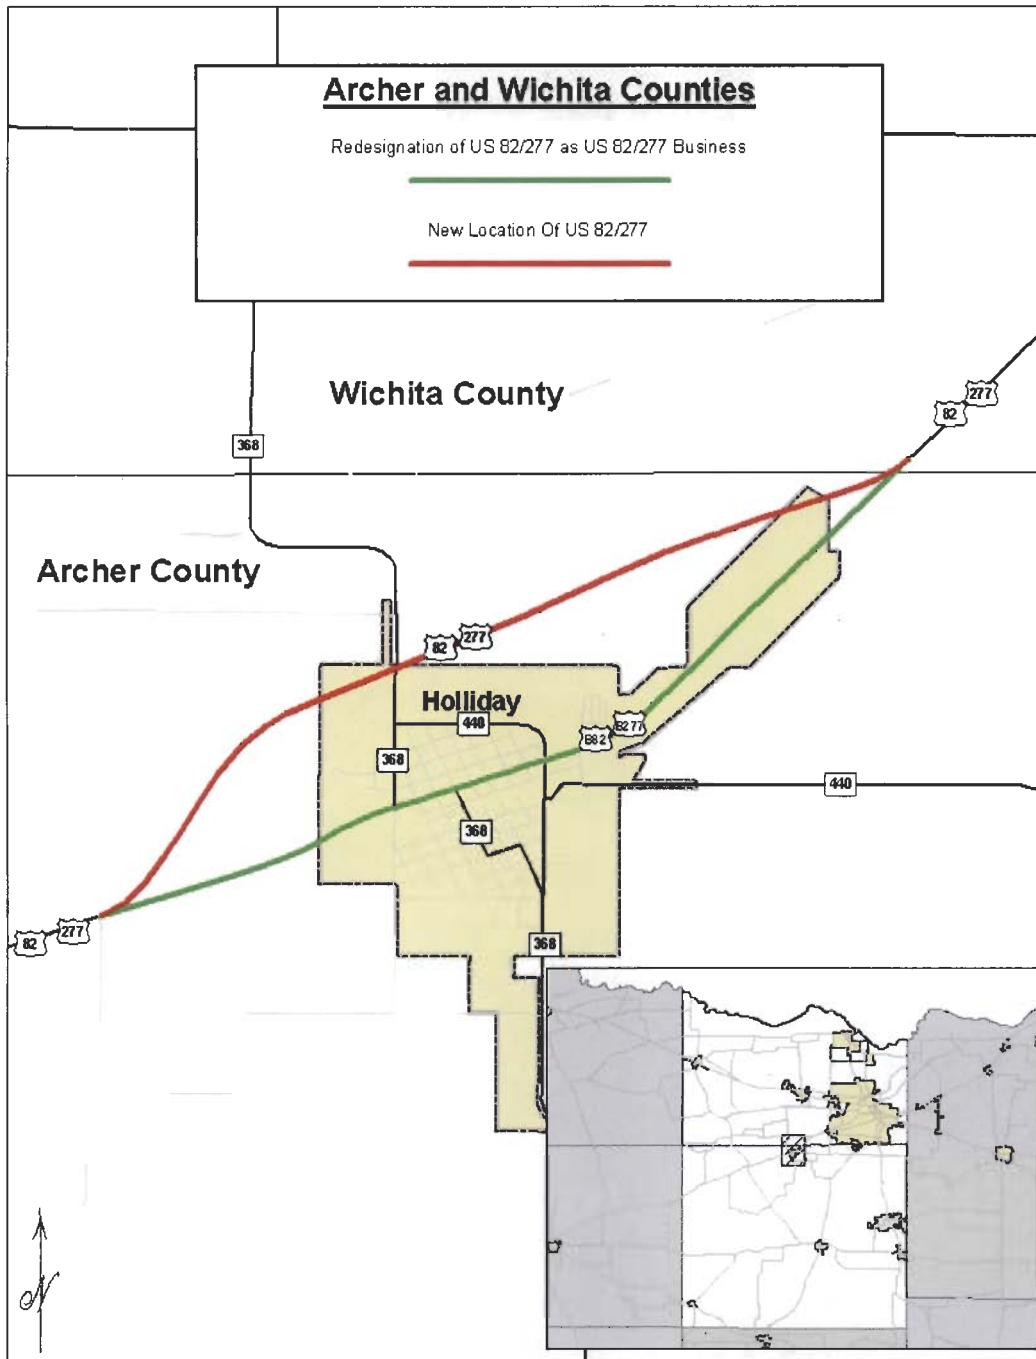 Archer and Wichita Counties
Redesignation of US 82/277 as US 82/277 Business
New Location Of US 82/277
Wichita County
277
82
368
Archer County
82
277
Holliday
440
B82
B277
368
440
368
82
277
368
N